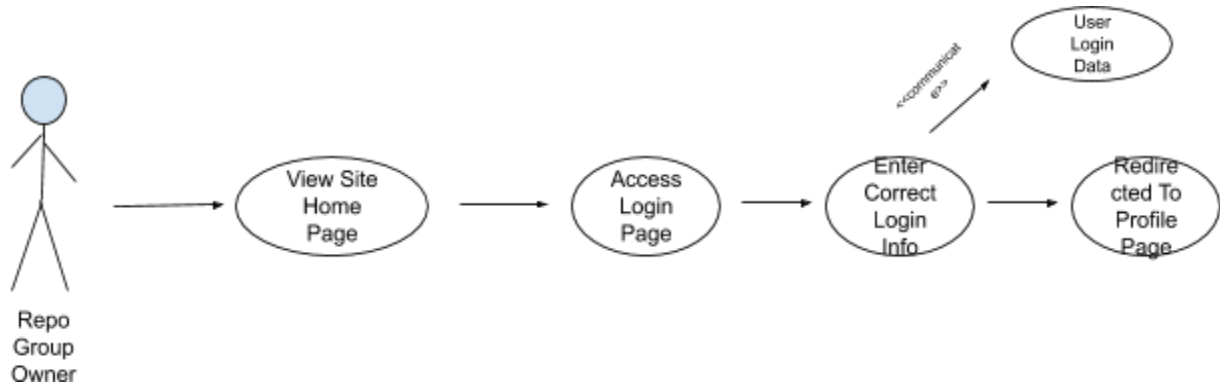 User
Login
Data
<<communicat
e>>
View Site
Home
Page
Access
Login
Page
Enter
Correct
Login
Info
Redire
cted To
Profile
Page
Repo
Group
Owner